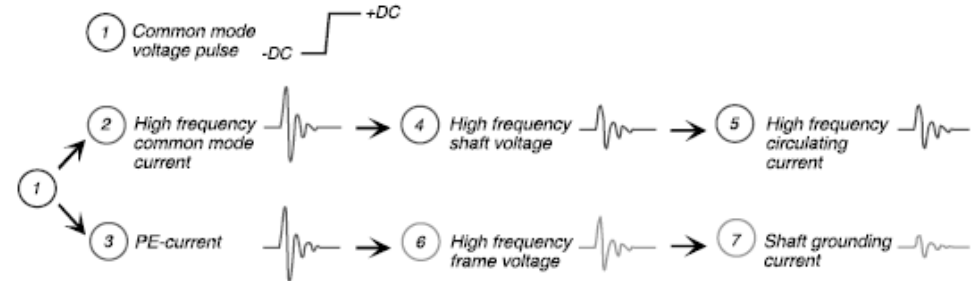 1 Common mode +DC
voltage pulse -DC
2 High frequency 4 High frequency 5 High frequency
common mode shaft voltage circulating
current current
1
3 PE-current 6 High frequency 7 Shaft grounding
frame voltage current